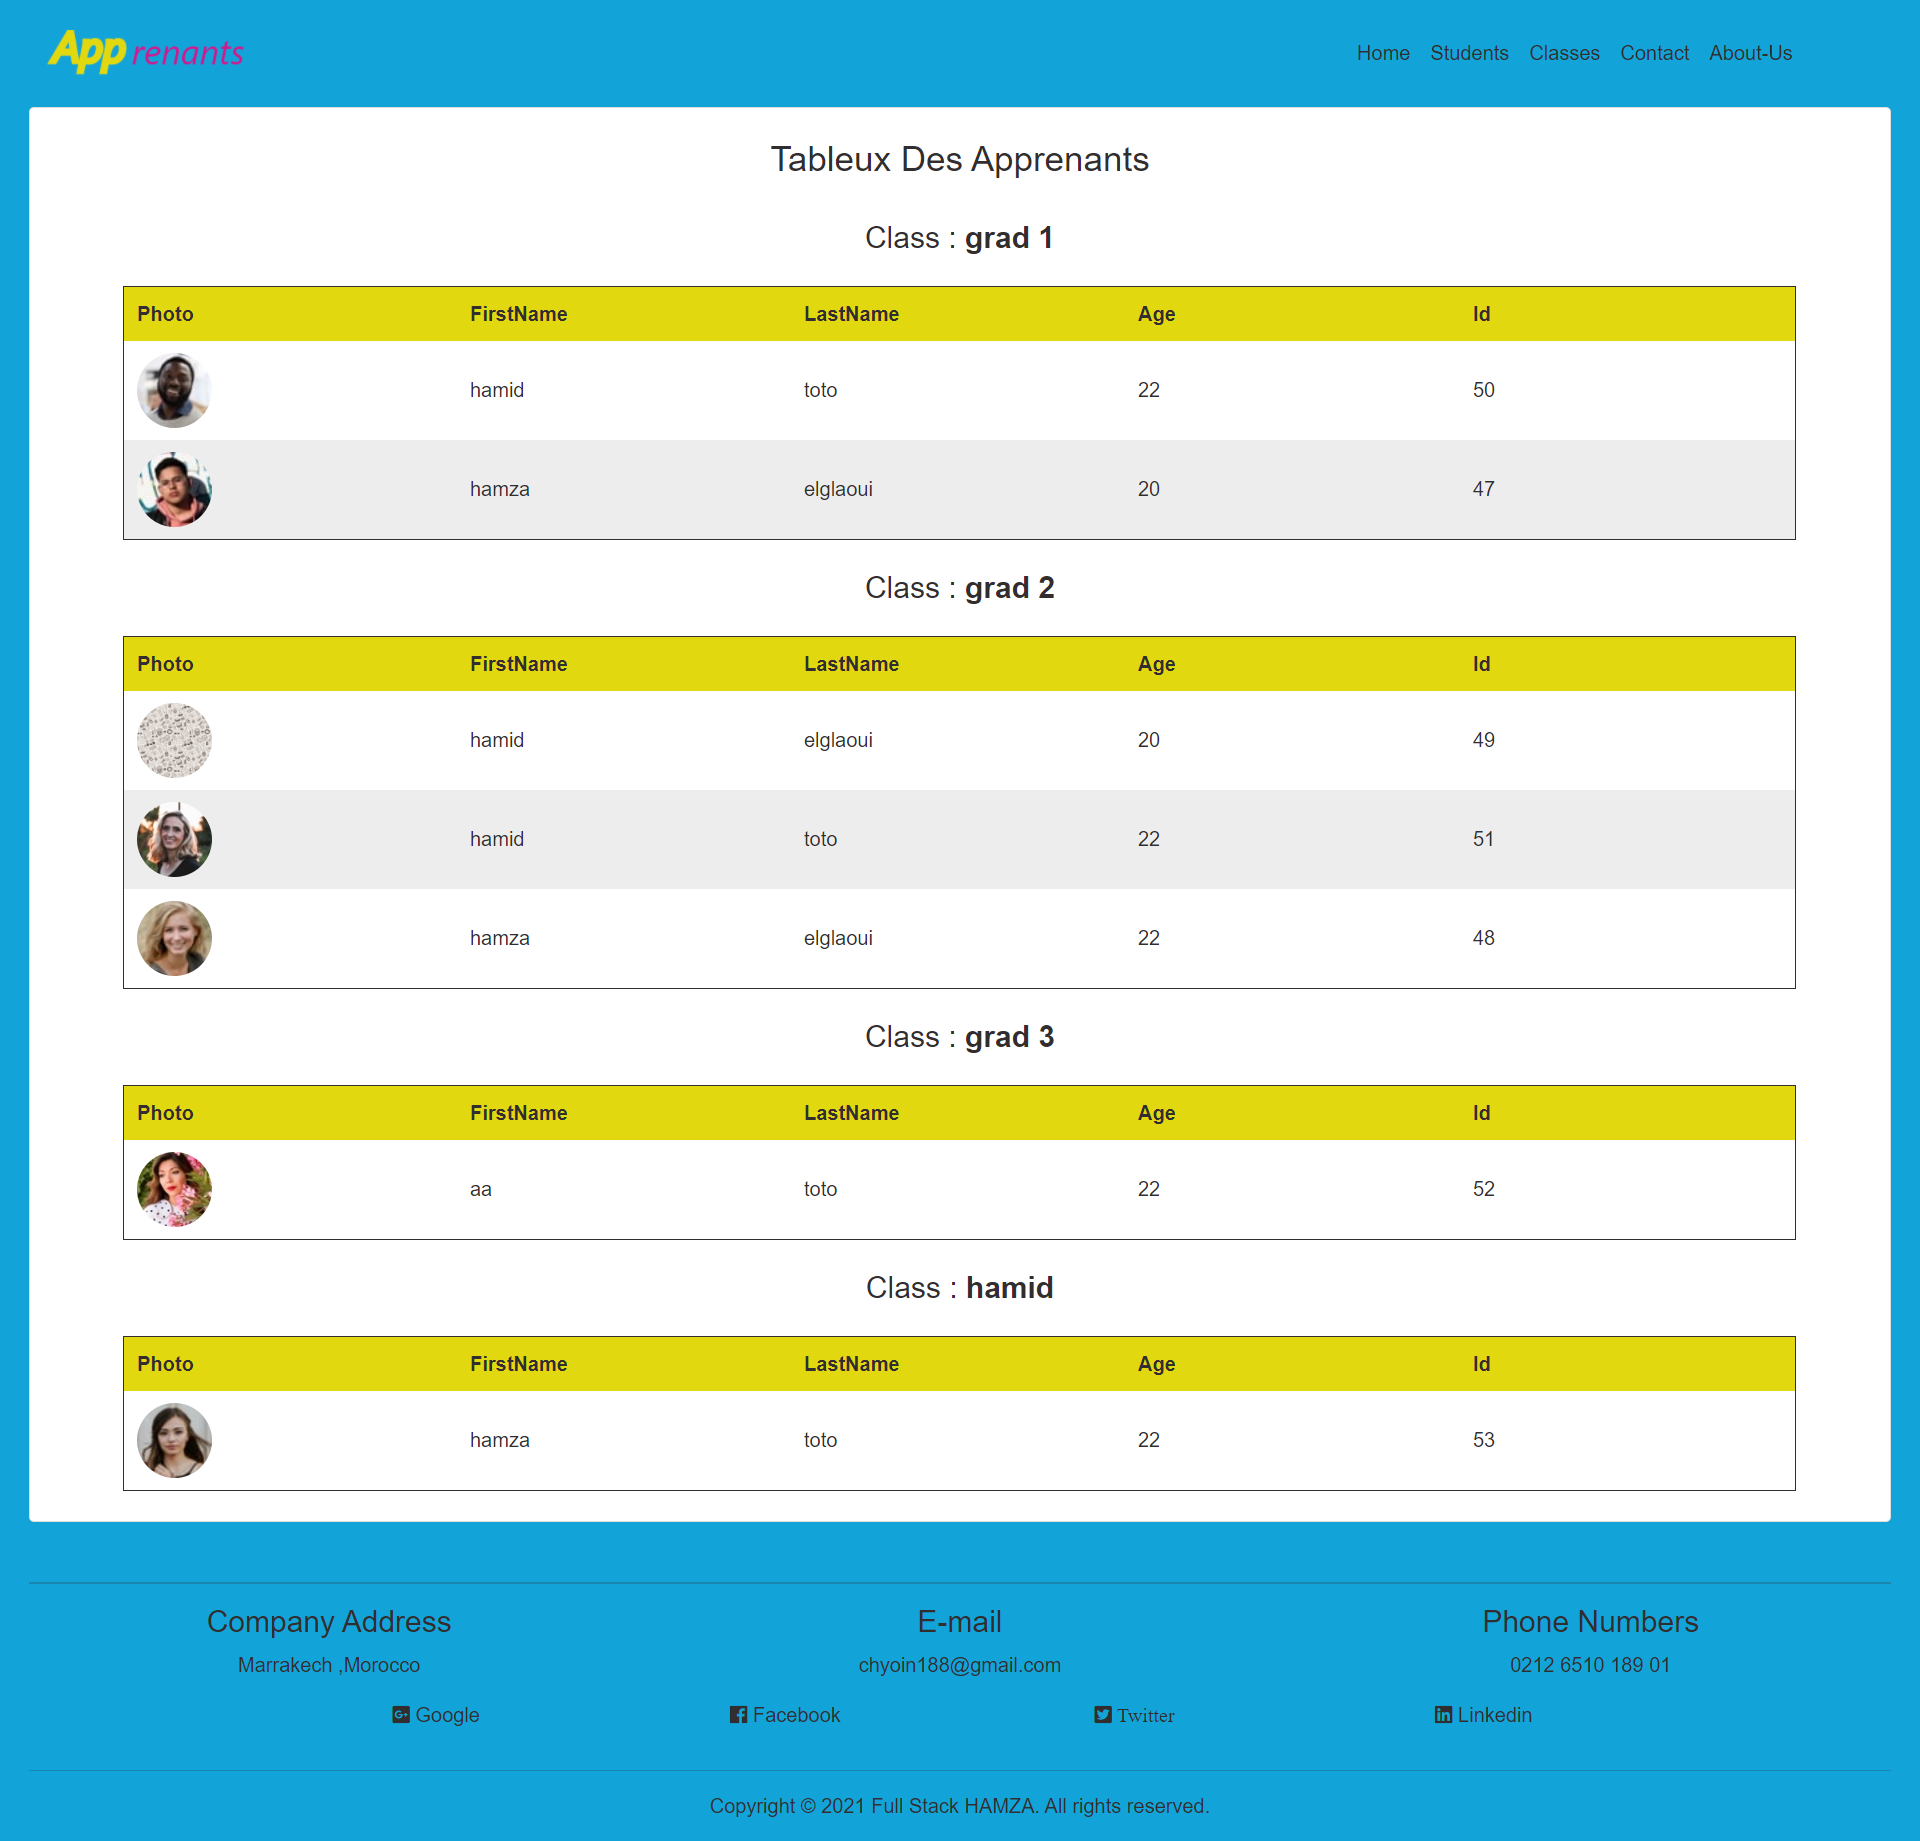 App renants
Home Students Classes Contact About-Us
Tableux Des Apprenants
Class : grad 1
Photo FirstName LastName Age Id
hamid toto 22 50
hamza elglaoui 20 47
Class : grad 2
Photo FirstName LastName Age Id
hamid elglaoui 20 49
hamid toto 22 51
hamza elglaoui 22 48
Class : grad 3
Photo FirstName LastName Age Id
aa toto 22 52
Class : hamid
Photo FirstName LastName Age Id
hamza toto 22 53
Company Address E-mail Phone Numbers
Marrakech ,Morocco chyoin188@gmail.com 0212 6510 189 01
Google Facebook Twitter Linkedin
Copyright © 2021 Full Stack HAMZA. All rights reserved.